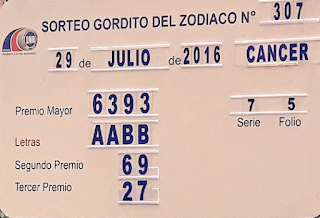 SORTEO GORDITO DEL ZODIACO Nº 307
29 de JULIO de 2016 CANCER
Premio Mayor 6393 7 5
Serie Folio
Letras AABB
Segundo Premio 69
Tercer Premio 27